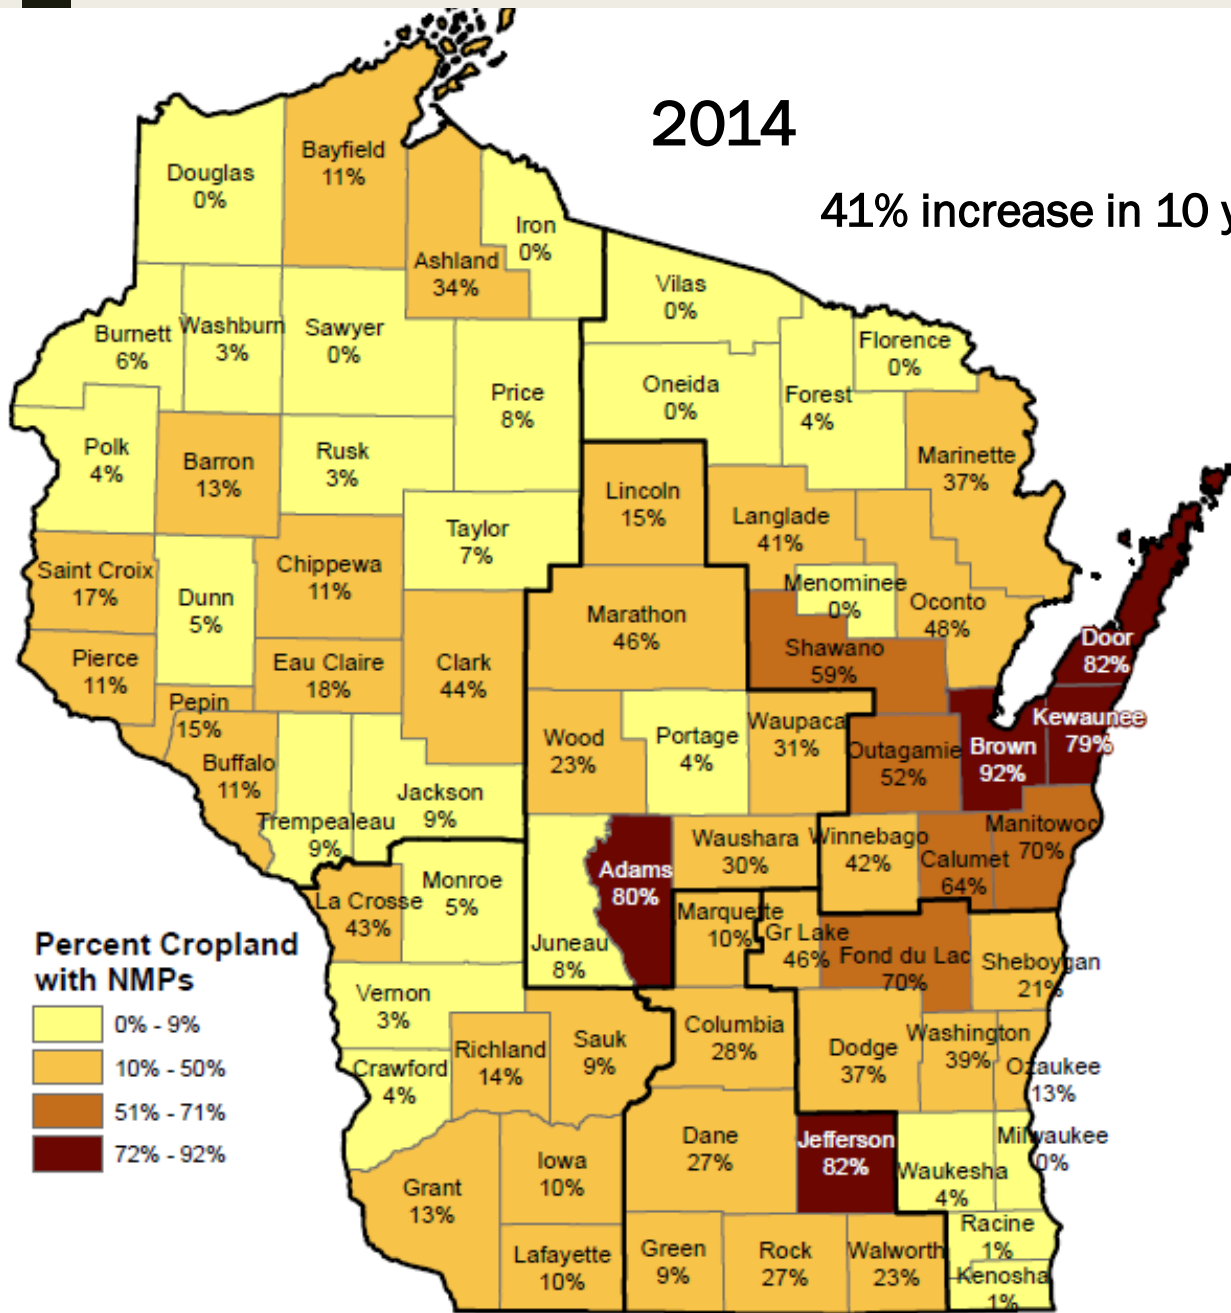 2014
41% increase in 10 y
Douglas
0%
Bayfield
11%
Ashland
34%
Iron
0%
Vilas
0%
Florence
0%
Burnett
6%
Washburn
3%
Sawyer
0%
Price
8%
Oneida
0%
Forest
4%
Marinette
37%
Polk
4%
Barron
13%
Rusk
3%
Taylor
7%
Lincoln
15%
Langlade
41%
Menominee
0%
Oconto
48%
Saint Croix
17%
Dunn
5%
Chippewa
11%
Marathon
46%
Shawano
59%
Door
82%
Pierce
11%
Pepin
15%
Eau Claire
18%
Clark
44%
Wood
23%
Portage
4%
Waupaca
31%
Outagamie
52%
Brown
92%
Kewaunee
79%
Buffalo
11%
Trempealeau
9%
Jackson
9%
Adams
80%
Waushara
30%
Winnebago
42%
Calumet
64%
Manitowoc
70%
La Crosse
43%
Monroe
5%
Juneau
8%
Marquette
10%
Gr Lake
46%
Fond du Lac
70%
Sheboygan
21%
Vernon
3%
Crawford
4%
Richland
14%
Sauk
9%
Columbia
28%
Dodge
37%
Washington
39%
Ozaukee
13%
Grant
13%
Iowa
10%
Dane
27%
Jefferson
82%
Waukesha
4%
Milwaukee
0%
Lafayette
10%
Green
9%
Rock
27%
Walworth
23%
Racine
1%
Kenosha
1%
Percent Cropland
with NMPs
0% - 9%
10% - 50%
51% - 71%
72% - 92%